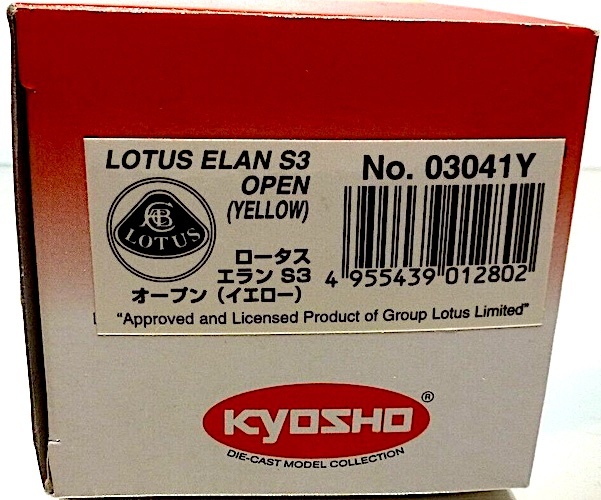 LOTUS ELAN S3
OPEN
(YELLOW)
No. 03041Y
LOTUS
ロータス
エラン S3
オープン（イエロー）
4 955439 012802
“Approved and Licensed Product of Group Lotus Limited”
KYOSHO®
DIE-CAST MODEL COLLECTION